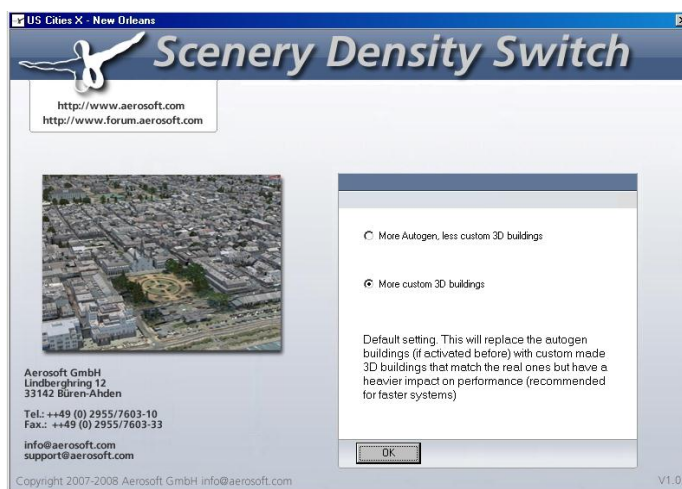 US Cities X - New Orleans
Scenery Density Switch
http://www.aerosoft.com
http://www.forum.aerosoft.com
More Autogen, less custom 3D buildings
More custom 3D buildings
Default setting. This will replace the autogen
buildings (if activated before) with custom made
3D buildings that match the real ones but have a
heavier impact on performance (recommended
for faster systems)
Aerosoft GmbH
Lindberghring 12
33142 Büren-Ahden
Tel.: ++49 (0) 2955/7603-10
Fax.: ++49 (0) 2955/7603-33
info@aerosoft.com
support@aerosoft.com
OK
Copyright 2007-2008 Aerosoft GmbH info@aerosoft.com
V1.0